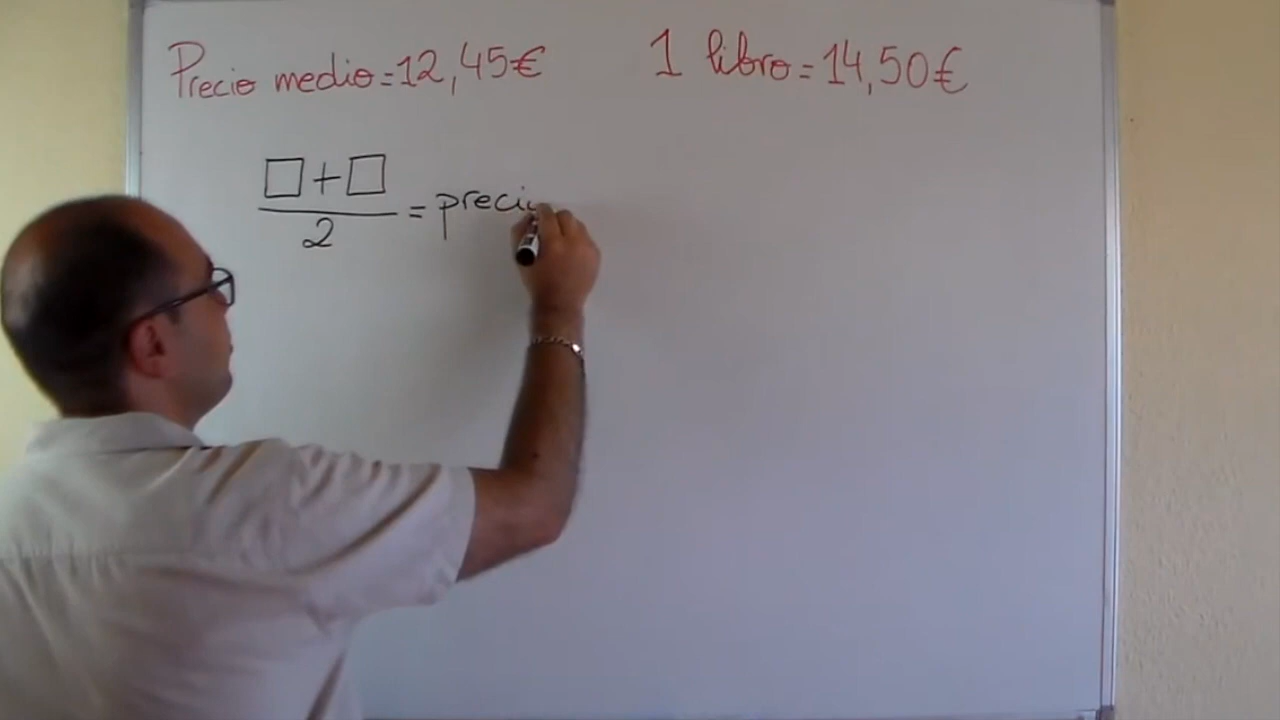 Precio medio=12,45€
1 libro=14,50€
□+□
2
= preci